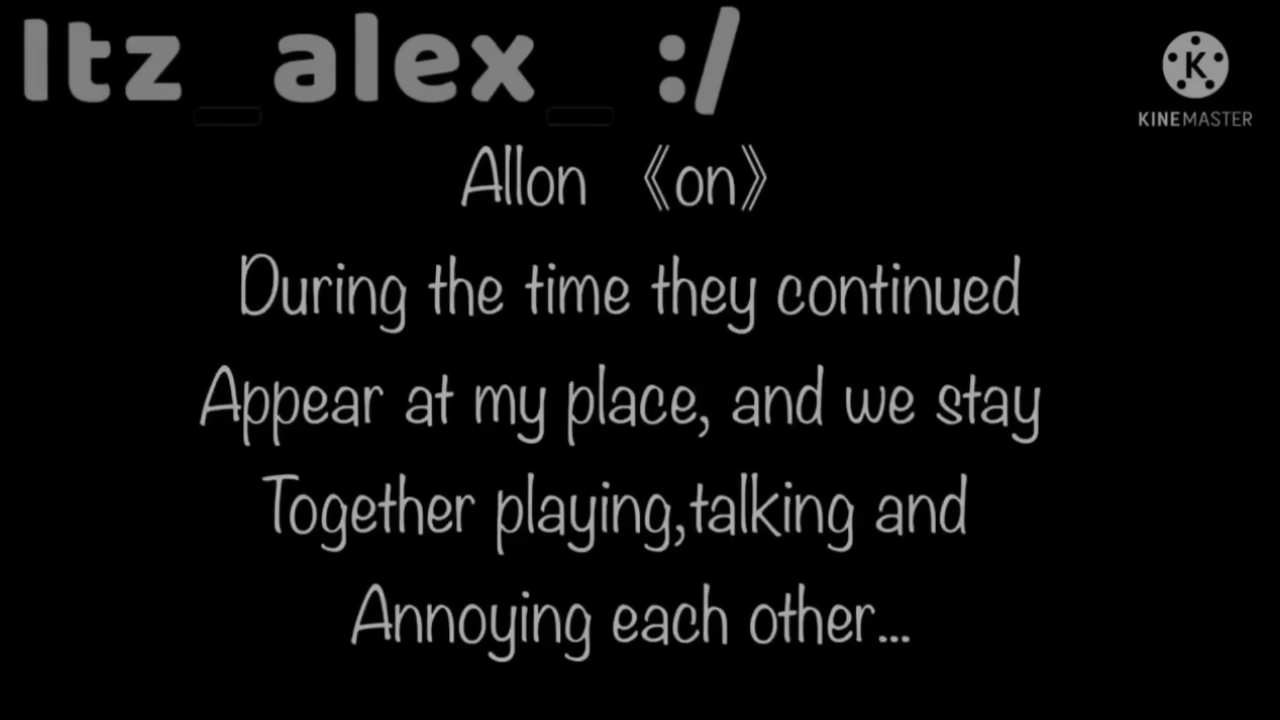 Itz_alex_ :/
K
KINEMASTER
Allon 《on》
During the time they continued
Appear at my place, and we stay
Together playing,talking and
Annoying each other...